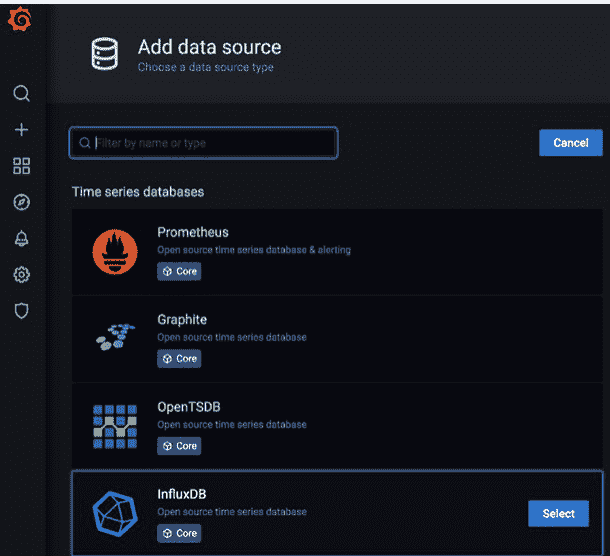 Add data source
Choose a data source type
Filter by name or type
Cancel
Time series databases
Prometheus
Open source time series database & alerting
Core
Graphite
Open source time series database
Core
OpenTSDB
Open source time series database
Core
InfluxDB
Open source time series database
Select
Core